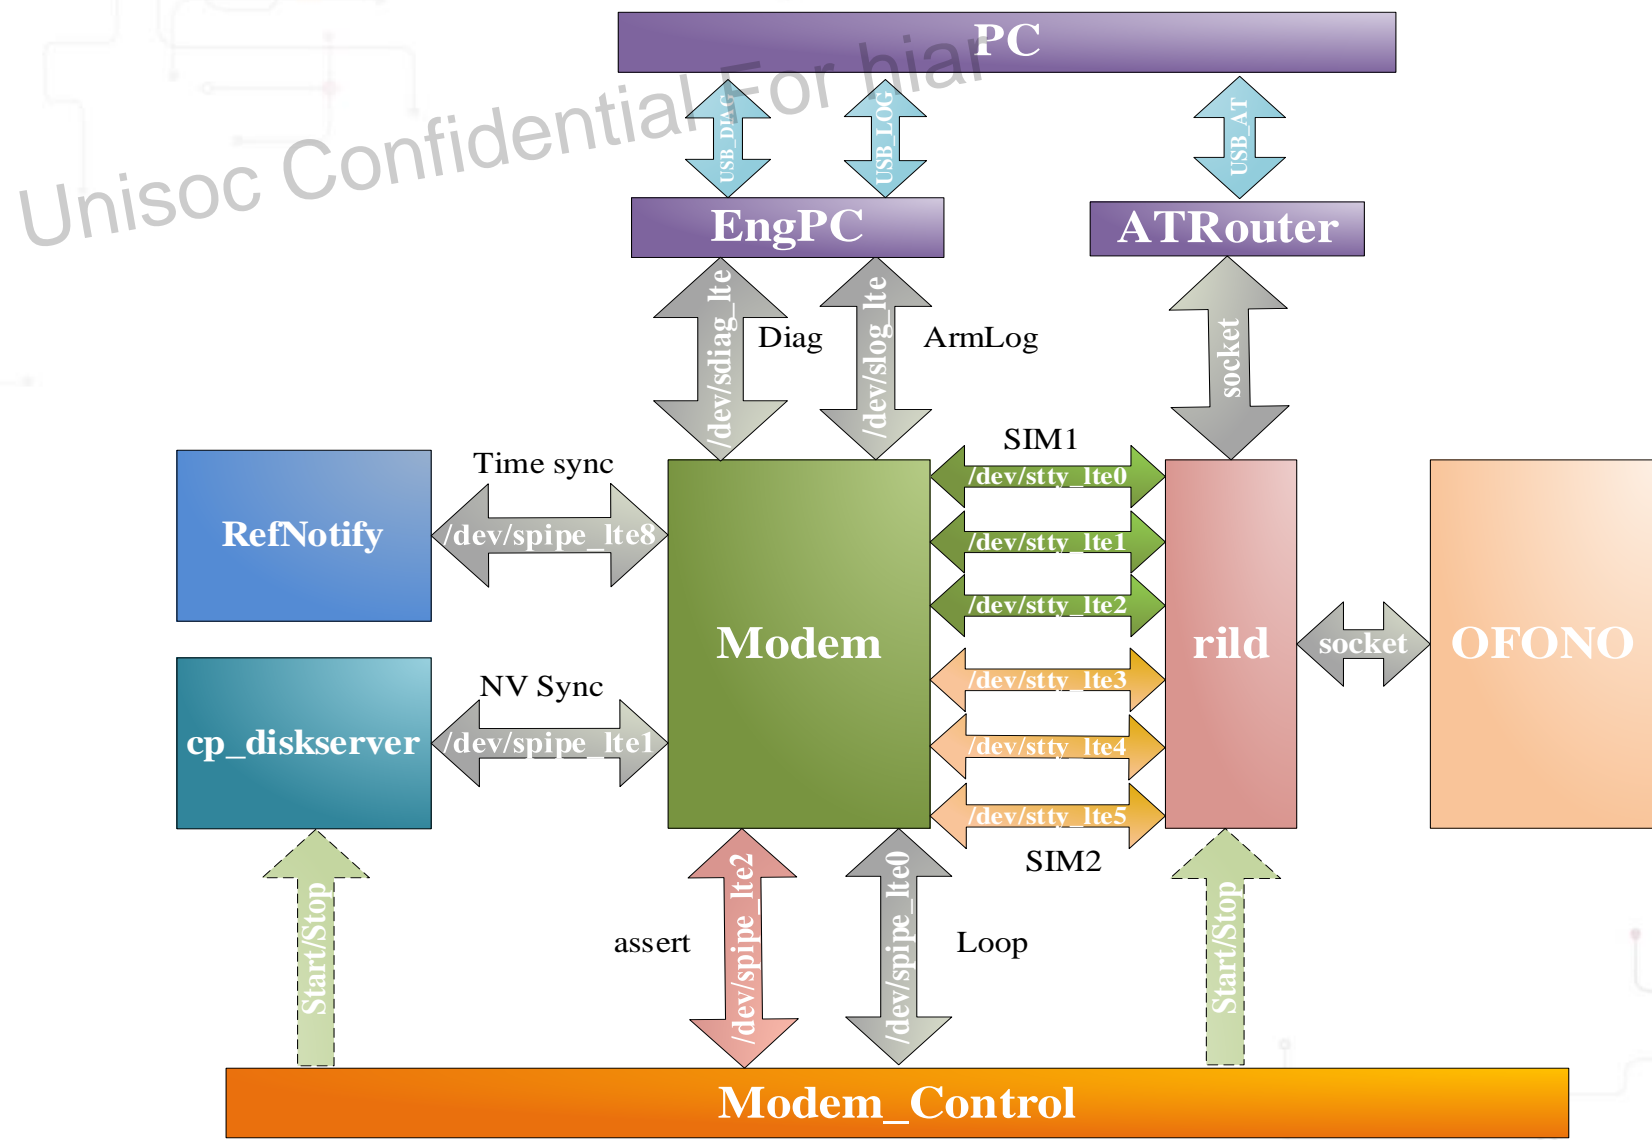 PC
Unisoc Confidential For hiar
USB_DIAG
USB_LOG
USB_AT
EngPC
ATRouter
/dev/sdiag_lte
Diag
/dev/slog_lte
ArmLog
socket
SIM1
Time sync
/dev/stty_lte0
RefNotify
/dev/spipe_lte8
/dev/stty_lte1
/dev/stty_lte2
Modem
rild
socket
OFONO
NV Sync
/dev/stty_lte3
cp_diskserver
/dev/spipe_lte1
/dev/stty_lte4
/dev/stty_lte5
SIM2
Start/Stop
assert
/dev/spipe_lte2
/dev/spipe_lte0
Loop
Start/Stop
Modem_Control